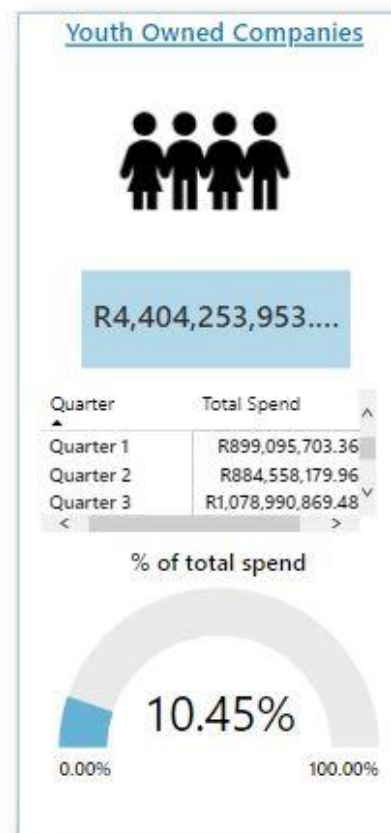 Youth Owned Companies
R4,404,253,953....
Quarter Total Spend
Quarter 1 R899,095,703.36
Quarter 2 R884,558,179.96
Quarter 3 R1,078,990,869.48
% of total spend
10.45%
0.00% 100.00%